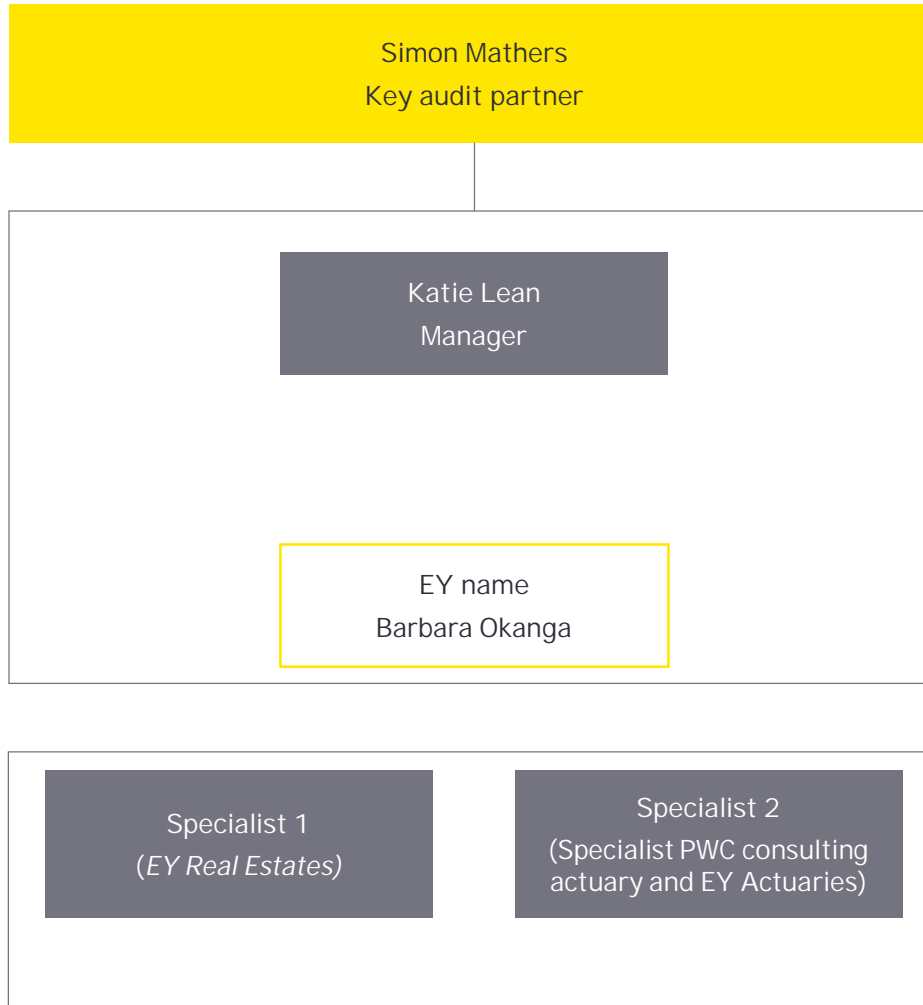 Simon Mathers
Key audit partner
Katie Lean
Manager
EY name
Barbara Okanga
Specialist 1
(EY Real Estates)
Specialist 2
(Specialist PWC consulting
actuary and EY Actuaries)